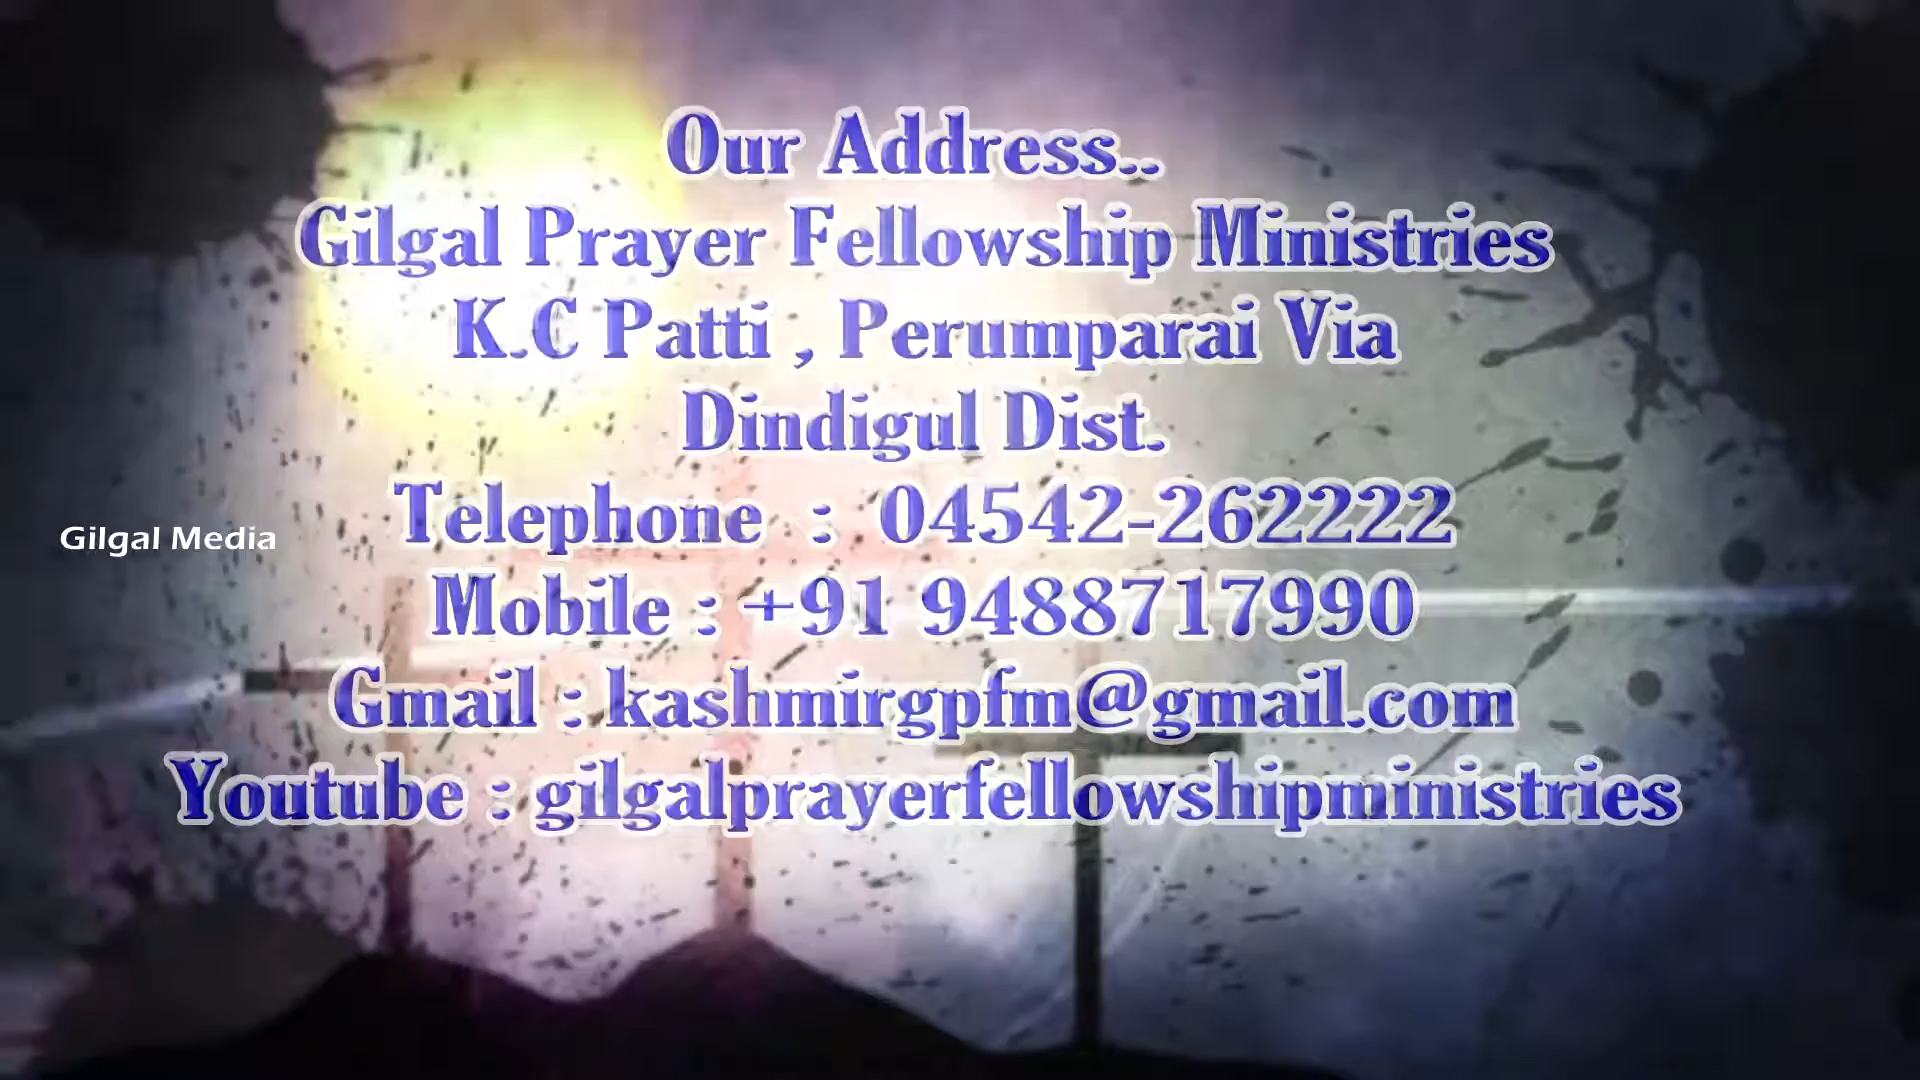 Our Address..
Gilgal Prayer Fellowship Ministries
K.C Patti , Perumparai Via
Dindigul Dist.
Telephone : 04542-262222
Gilgal Media
Mobile : +91 9488717990
Gmail : kashmirgpfm@gmail.com
Youtube : gilgalprayerfellowshipministries